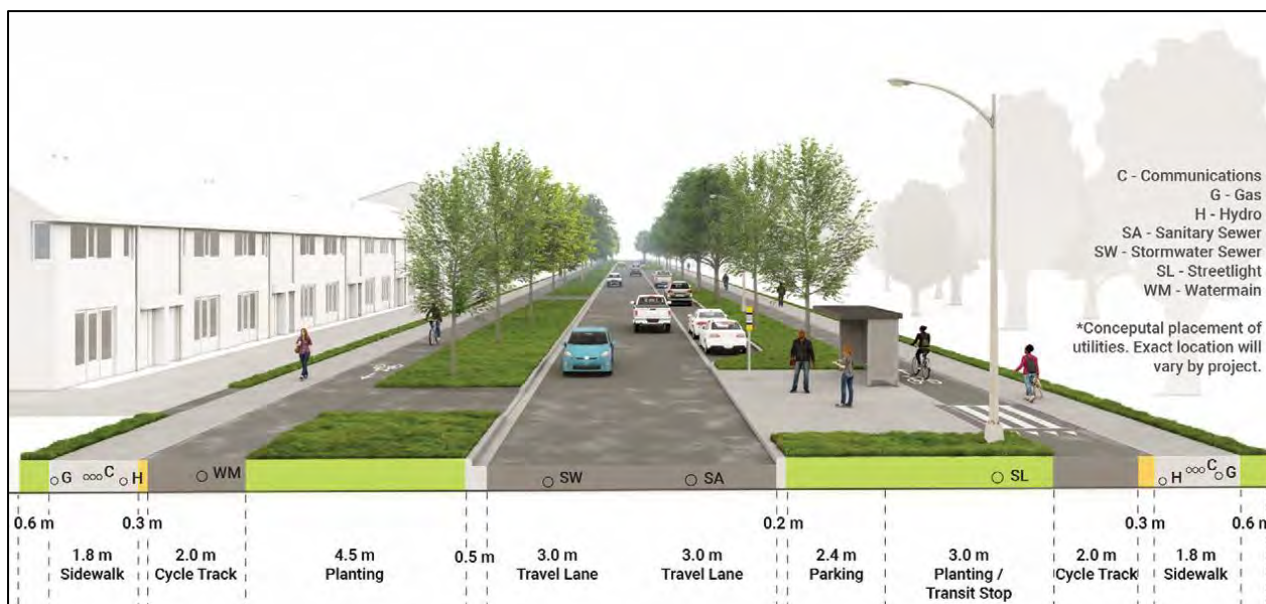 C - Communications
G - Gas
H - Hydro
SA - Sanitary Sewer
SW - Stormwater Sewer
SL - Streetlight
WM - Watermain
*Conceputal placement of
utilities. Exact location will
vary by project.
G C H WM SW SA SL H C G
0.6 m 0.3 m 0.2 m 0.3 m 0.6 m
1.8 m 2.0 m 4.5 m 0.5 m 3.0 m 3.0 m 2.4 m 3.0 m 2.0 m 1.8 m
Sidewalk Cycle Track Planting Travel Lane Travel Lane Parking Planting / Cycle Track Sidewalk
Transit Stop